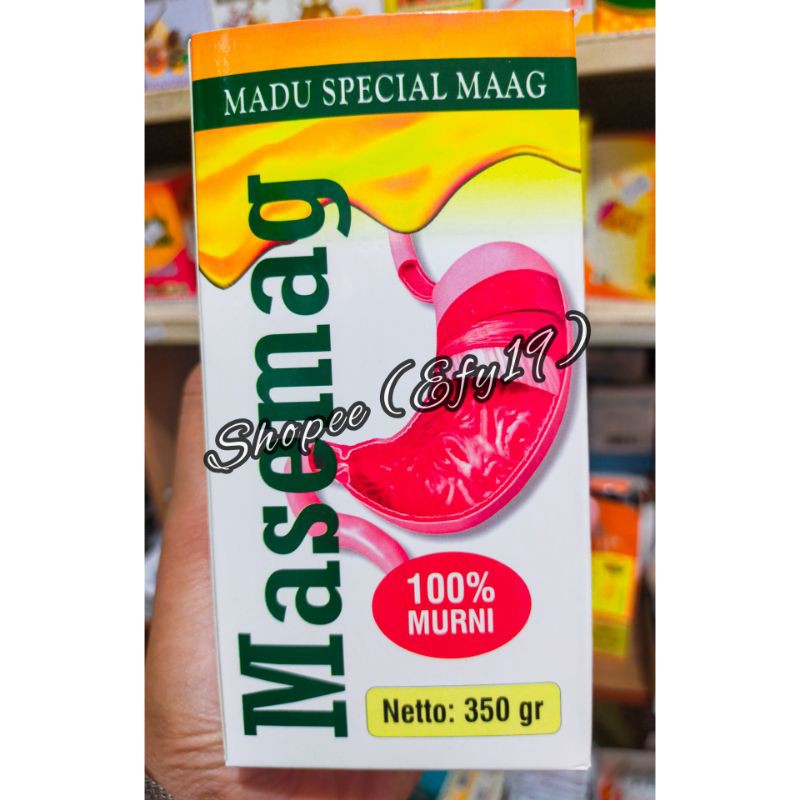 MADU SPECIAL MAAG
Masemag
Shopee (Efy19)
100%
MURNI
Netto: 350 gr